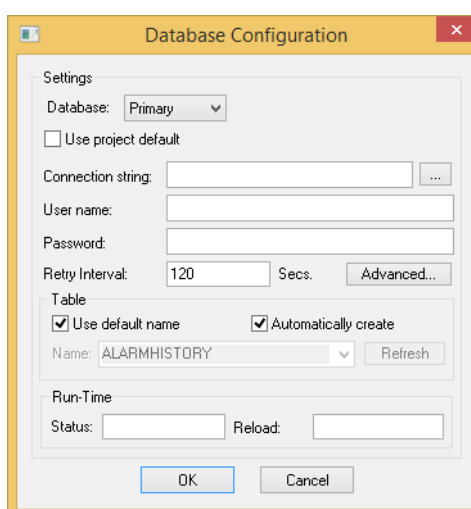 Database Configuration
Settings
Database: Primary
Use project default
Connection string: ...
User name:
Password:
Retry Interval: 120 Secs. Advanced...
Table
Use default name Automatically create
Name: ALARMHISTORY Refresh
Run-Time
Status: Reload:
OK Cancel